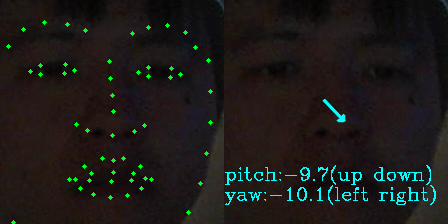 pitch:−9.7(up down)
yaw:−10.1(left right)